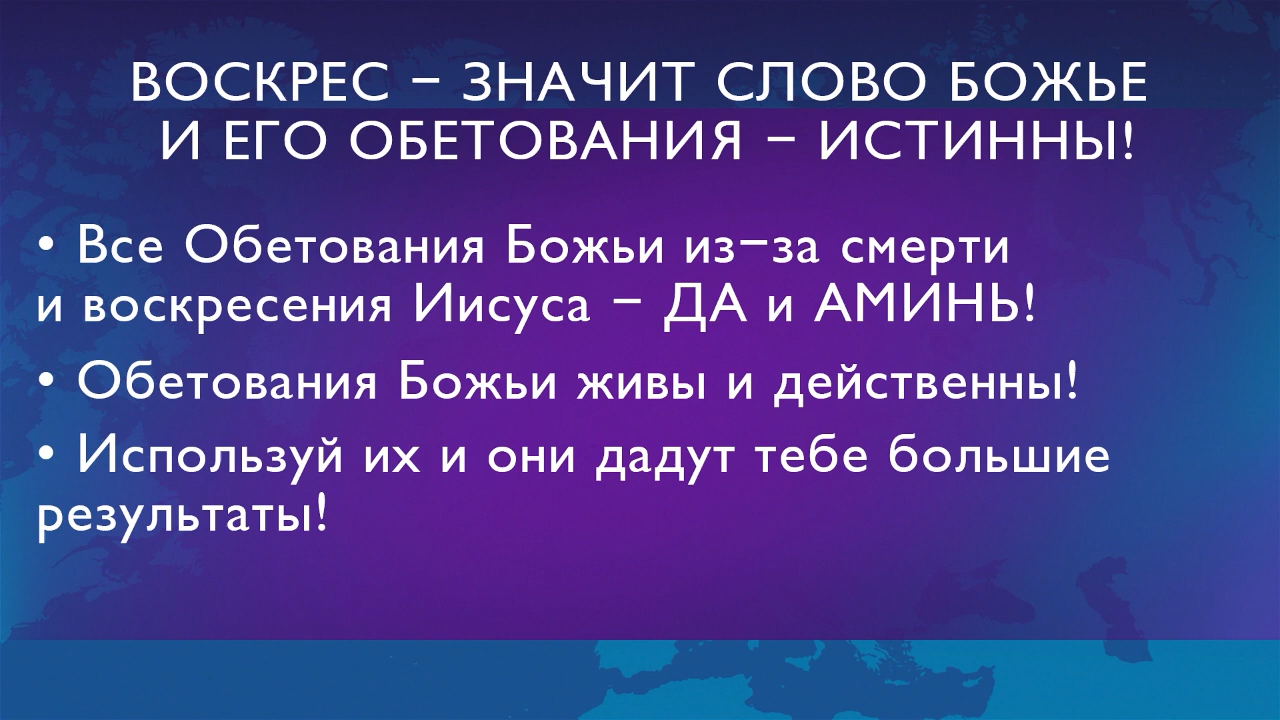 ВОСКРЕС – ЗНАЧИТ СЛОВО БОЖЬЕ
И ЕГО ОБЕТОВАНИЯ – ИСТИННЫ!
• Все Обетования Божьи из–за смерти
и воскресения Иисуса – ДА и АМИНЬ!
• Обетования Божьи живы и действенны!
• Используй их и они дадут тебе большие
результаты!